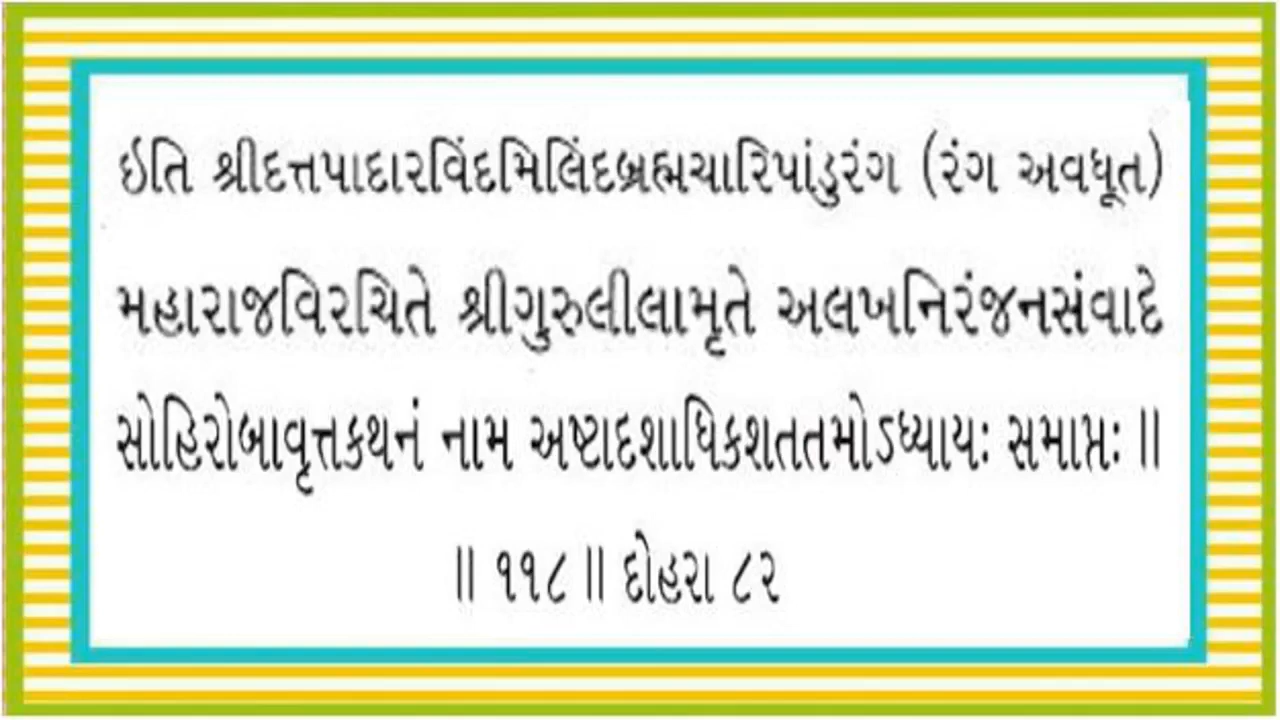 ઇતિ શ્રીદત્તપાદારવિંદમિલિંદબ્રહ્મચારિપાંડુરંગ (રંગ અવધૂત)
મહારાજવિરચિતે શ્રીગુરુલીલામૃતે અલખનિરંજનસંવાદે
સોહિરોબાવૃત્તકથનં નામ અષ્ટાદશાધિકશતતમોઽધ્યાયઃ સમાપ્તઃ ॥
॥ ૧૧૮ ॥ દોહરા ૮૨